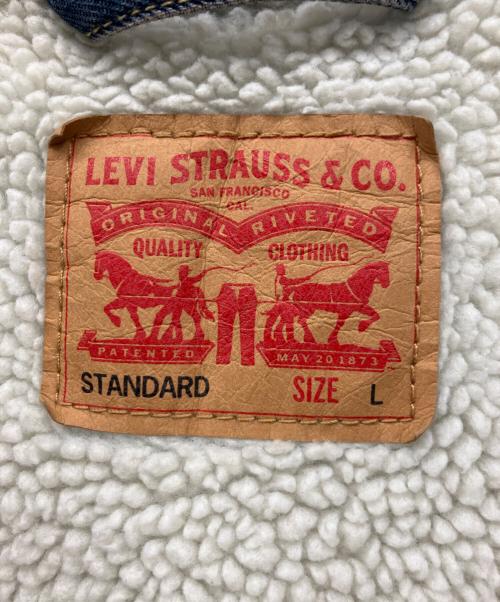 LEVI STRAUSS & CO.
SAN FRANCISCO
CAL.
ORIGINAL RIVETED
QUALITY CLOTHING
PATENTED MAY 20 1873
STANDARD SIZE L